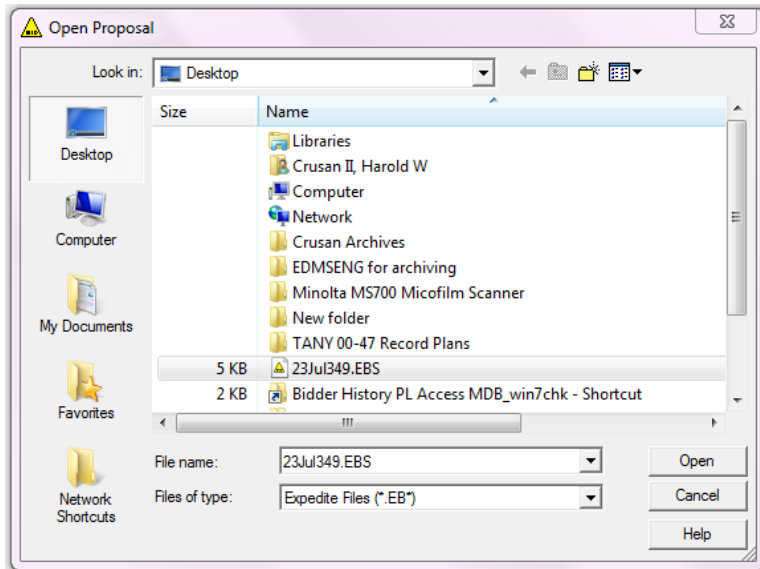 Open Proposal
Look in: Desktop
Size Name
Libraries
Crusan II, Harold W
Computer
Network
Crusan Archives
EDMSENG for archiving
Minolta MS700 Micofilm Scanner
New folder
TANY 00-47 Record Plans
5 KB 23Jul349.EBS
2 KB Bidder History PL Access MDB_win7chk - Shortcut
Desktop
Computer
My Documents
Favorites
Network
Shortcuts
File name: 23Jul349.EBS Open
Files of type: Expedite Files (*.EB*) Cancel
Help